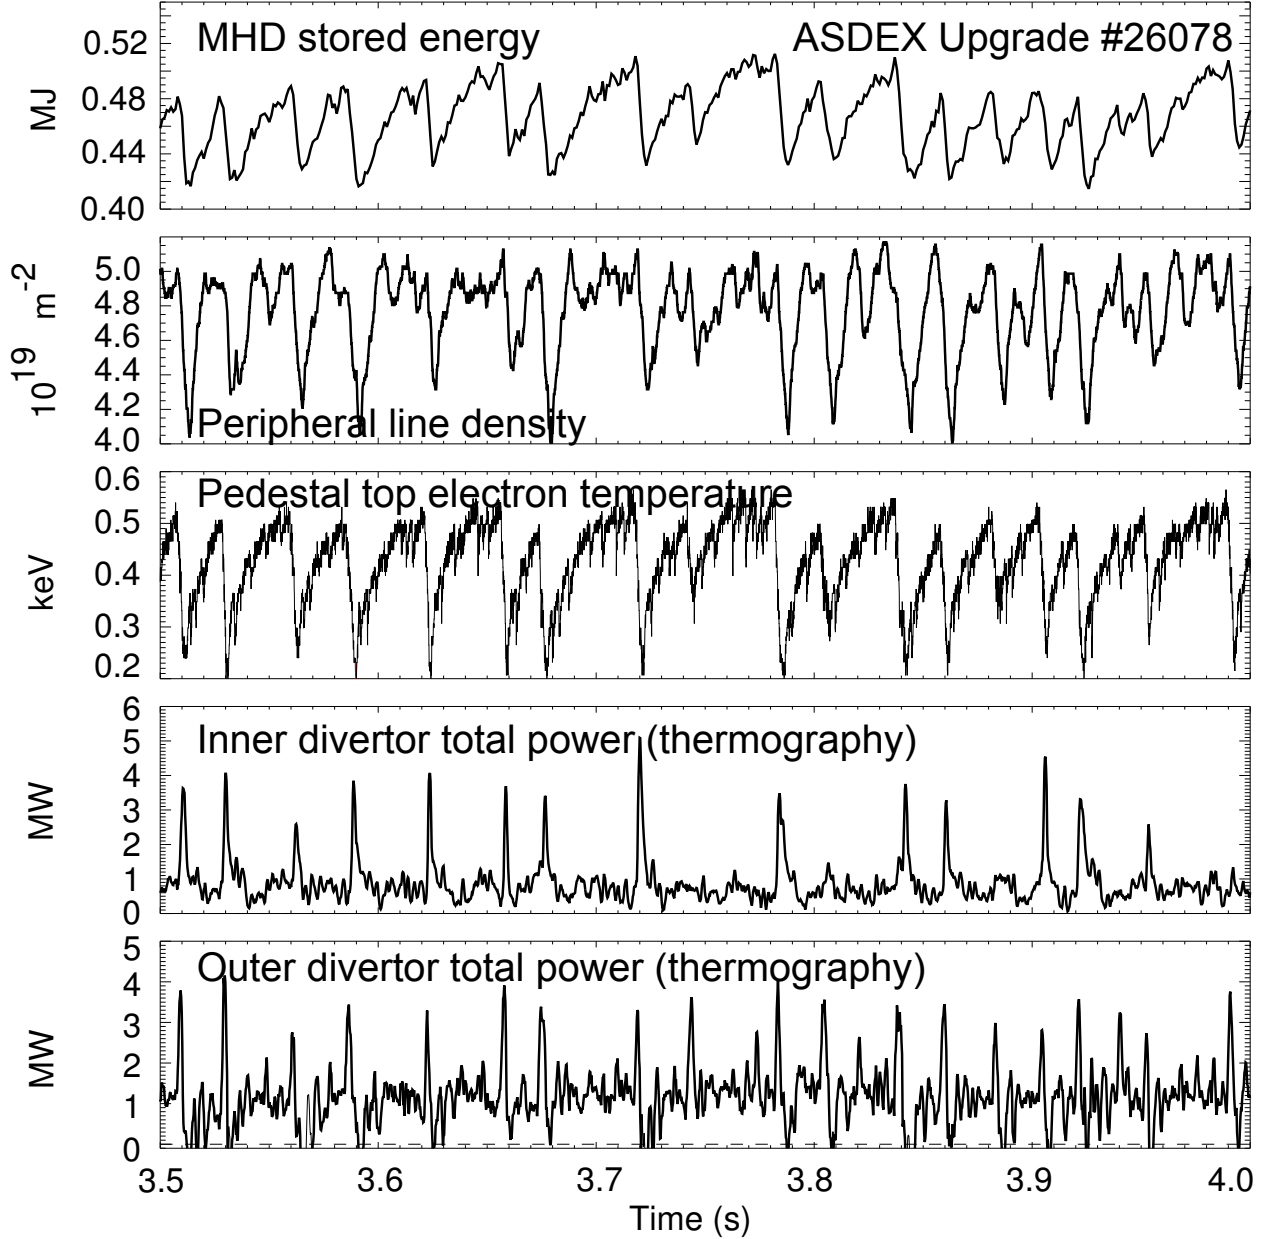 MHD stored energy ASDEX Upgrade #26078
0.52
0.48
0.44
0.40
MJ
5.0
4.8
4.6
4.4
4.2
4.0
10^19 m^-2
Peripheral line density
Pedestal top electron temperature
0.6
0.5
0.4
0.3
0.2
keV
Inner divertor total power (thermography)
6
5
4
3
2
1
0
MW
Outer divertor total power (thermography)
5
4
3
2
1
0
MW
3.5 3.6 3.7 3.8 3.9 4.0
Time (s)